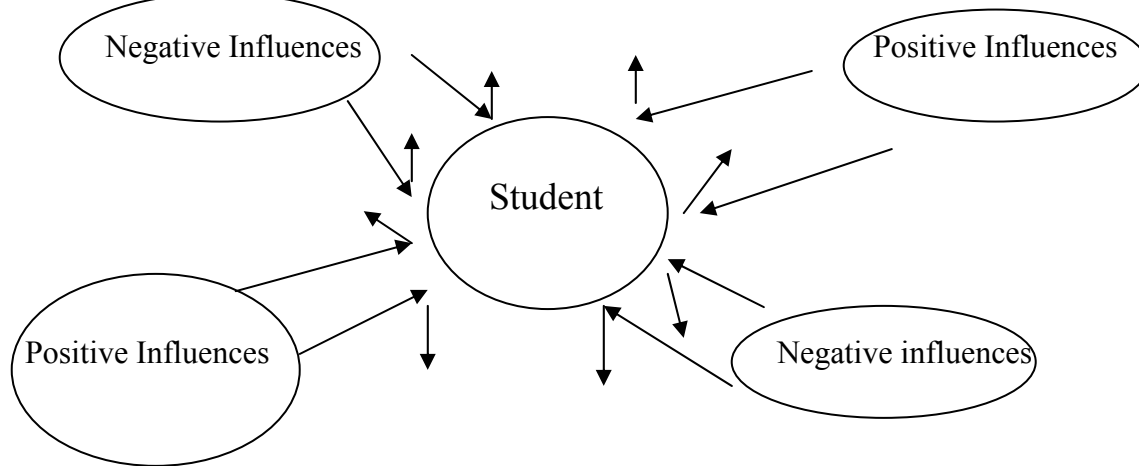 Negative Influences
Positive Influences
Student
Positive Influences
Negative influences